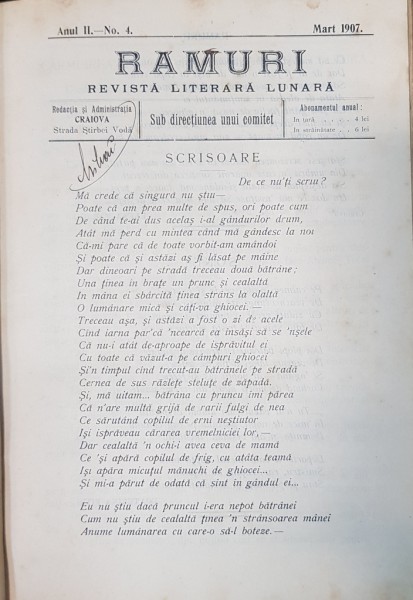 Anul II.—No. 4.
Mart 1907.
RAMURI
REVISTĂ LITERARĂ LUNARĂ
Redacția și Administrația
CRAIOVA
Strada Știrbei Vodă
Sub direcțiunea unui comitet
Abonamentul anual:
In țară . . . . . 4 lei
In străinătate . . 6 lei
SCRISOARE
De ce nu'ți scriu?
Mă crede că singură nu știu—
Poate că am prea multe de spus, ori poate cum
De când te-ai dus acelaș i-al gândurilor drum,
Atât mă perd cu mintea când mă gândesc la noi
Că-mi pare că de toate vorbit-am amândoi
Și poate că și astăzi aș fi lăsat pe mâine
Dar dineoari pe stradă treceau două bătrâne;
Una ținea in brațe un prunc și cealaltă
In mâna ei sbârcită ținea strâns la olaltă
O lumânare mică și câți-va ghiocei.—
Treceau așa, și astăzi a fost o zi de acele
Când iarna par'că 'ncearcă ea însăși să se 'nșele
Că nu-i atât de-aproape de isprăvitul ei
Cu toate că văzut-a pe câmpuri ghiocei
Și'n timpul cînd trecut-au bătrânele pe stradă
Cernea de sus răzlețe steluțe de zăpadă.
Și, mă uitam... bătrâna cu pruncu imi părea
Că n'are multă grijă de rarii fulgi de nea
Ce sărutând copilul de erni neștiutor
Iși isprăveau cărarea vremelniciei lor,—
Dar cealaltă 'n ochi-i avea ceva de mamă
Ce 'și apără copilul de frig, cu atâta teamă
Iși apăra micuțul mănuchi de ghiocei...
Și mi-a părut de odată că sint în gândul ei...
Eu nu știu dacă pruncul i-era nepot bătrânei
Cum nu știu de cealaltă ținea 'n strânsoarea mânei
Anume lumânarea cu care-o să-l boteze.—